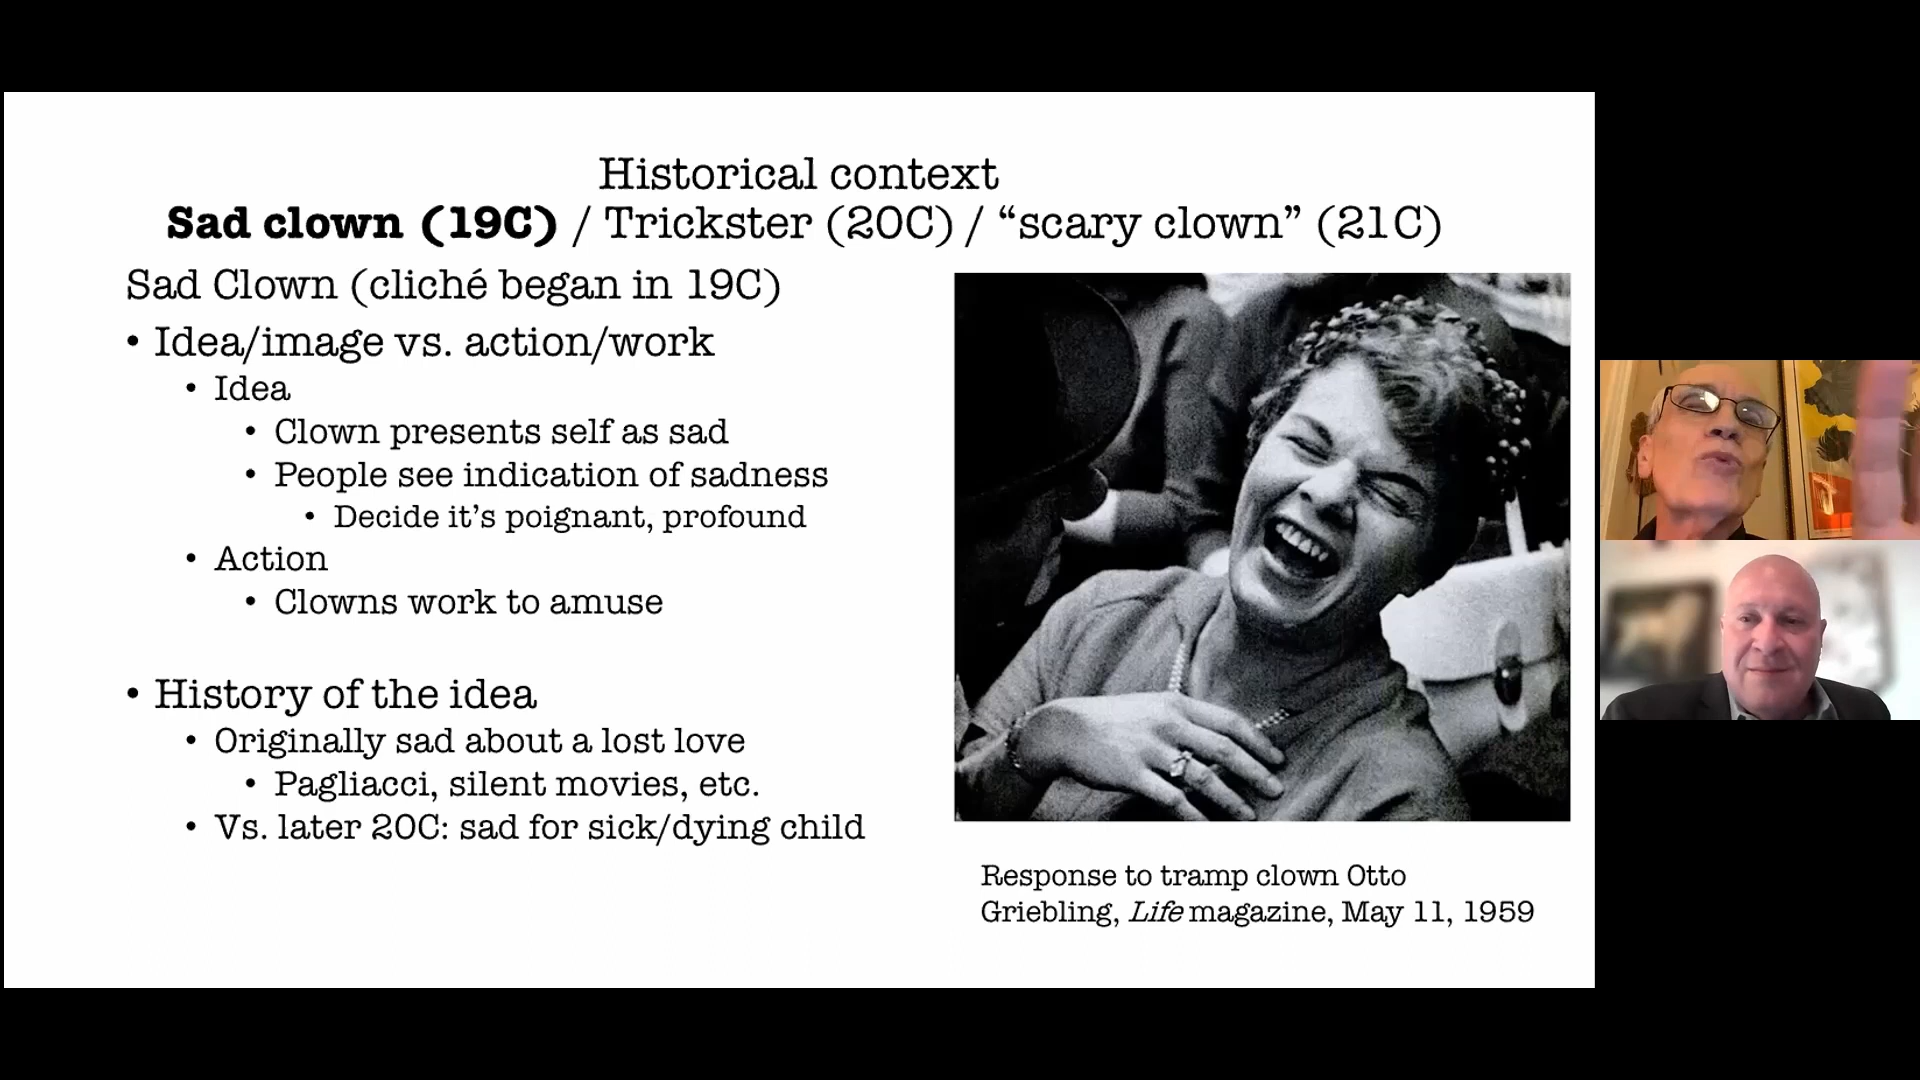 Historical context
Sad clown (19C) / Trickster (20C) / “scary clown” (21C)
Sad Clown (cliché began in 19C)
• Idea/image vs. action/work
• Idea
• Clown presents self as sad
• People see indication of sadness
• Decide it’s poignant, profound
• Action
• Clowns work to amuse
• History of the idea
• Originally sad about a lost love
• Pagliacci, silent movies, etc.
• Vs. later 20C: sad for sick/dying child
Response to tramp clown Otto
Griebling, Life magazine, May 11, 1959